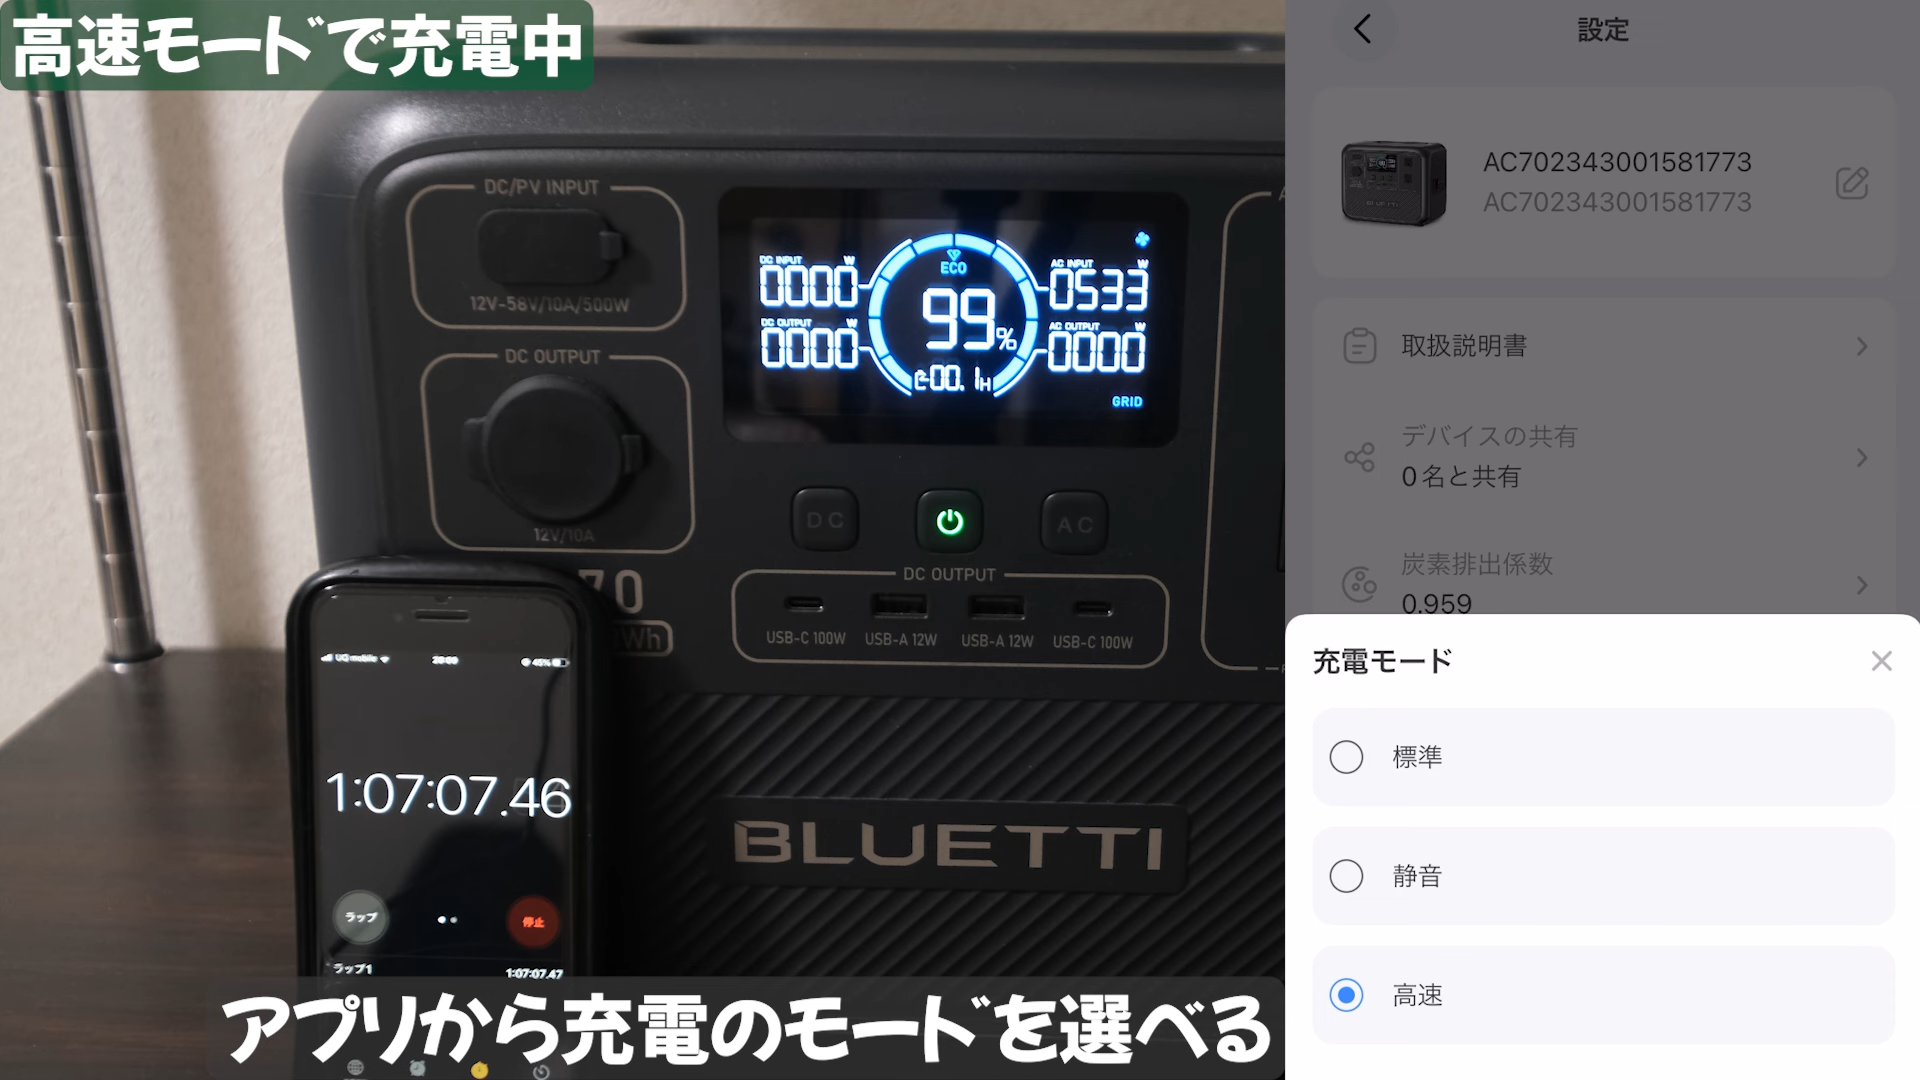 高速モードで充電中
DC/PV INPUT
12V-58V/10A/500W
DC OUTPUT
12V/10A
DC INPUT W
0000
DC OUTPUT W
0000
ECO
99%
00.1H
AC INPUT W
0533
AC OUTPUT W
0000
GRID
DC
AC
DC OUTPUT
USB-C 100W
USB-A 12W
USB-A 12W
USB-C 100W
70
Wh
BLUETTI
UQ mobile
45%
1:07:07.46
ラップ
停止
ラップ1
1:07:07.47
アプリから充電のモードを選べる
設定
BLUETTI
AC702343001581773
AC702343001581773
取扱説明書
デバイスの共有
0名と共有
炭素排出係数
0.959
充電モード
標準
静音
高速